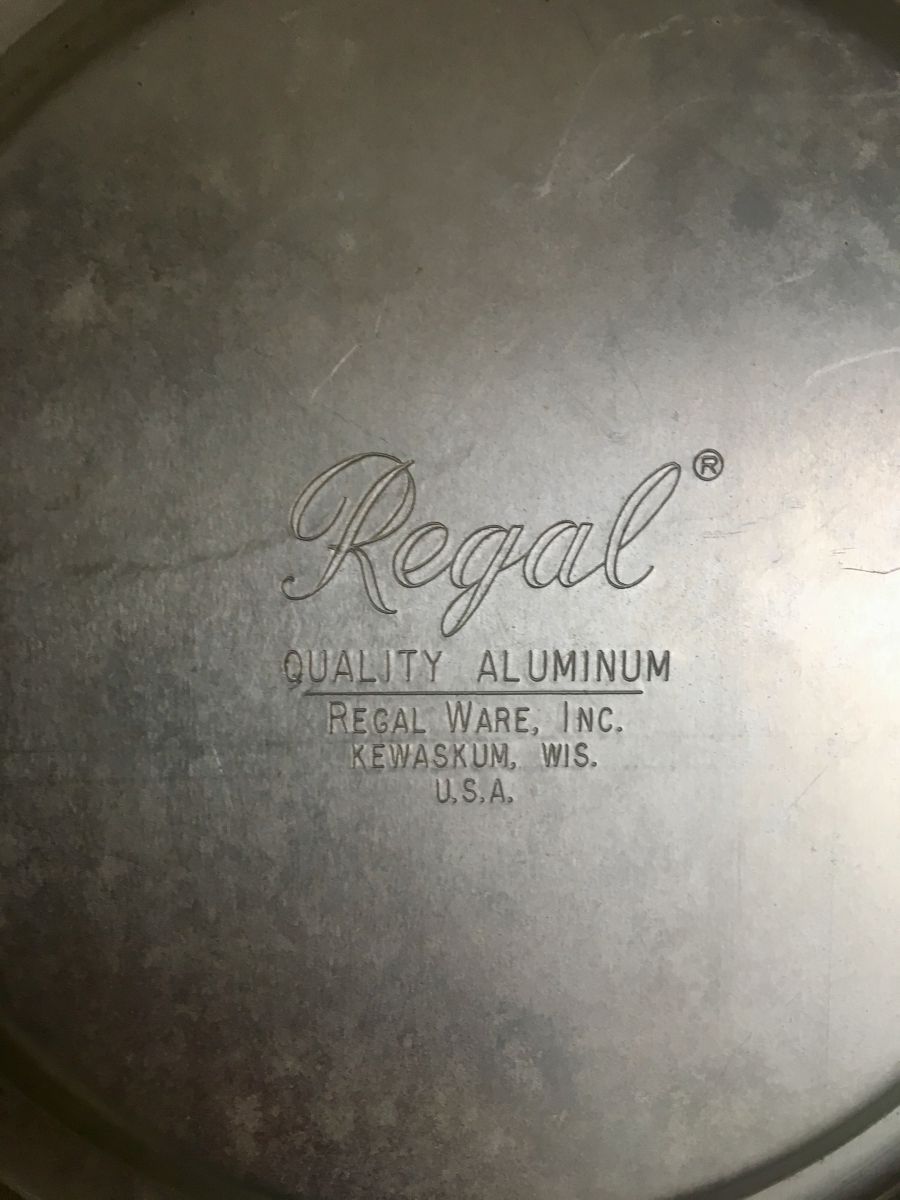 Regal®
QUALITY ALUMINUM
REGAL WARE, INC.
KEWASKUM, WIS.
U.S.A.